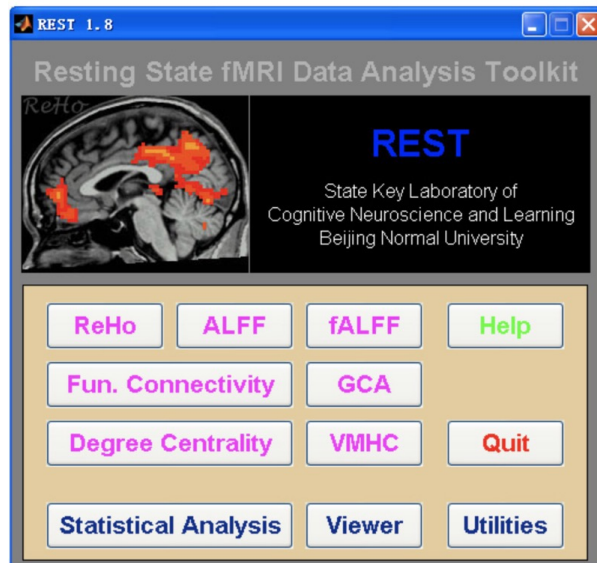 REST 1.8
Resting State fMRI Data Analysis Toolkit
ReHo
REST
State Key Laboratory of
Cognitive Neuroscience and Learning
Beijing Normal University
ReHo ALFF fALFF Help
Fun. Connectivity GCA
Degree Centrality VMHC Quit
Statistical Analysis Viewer Utilities